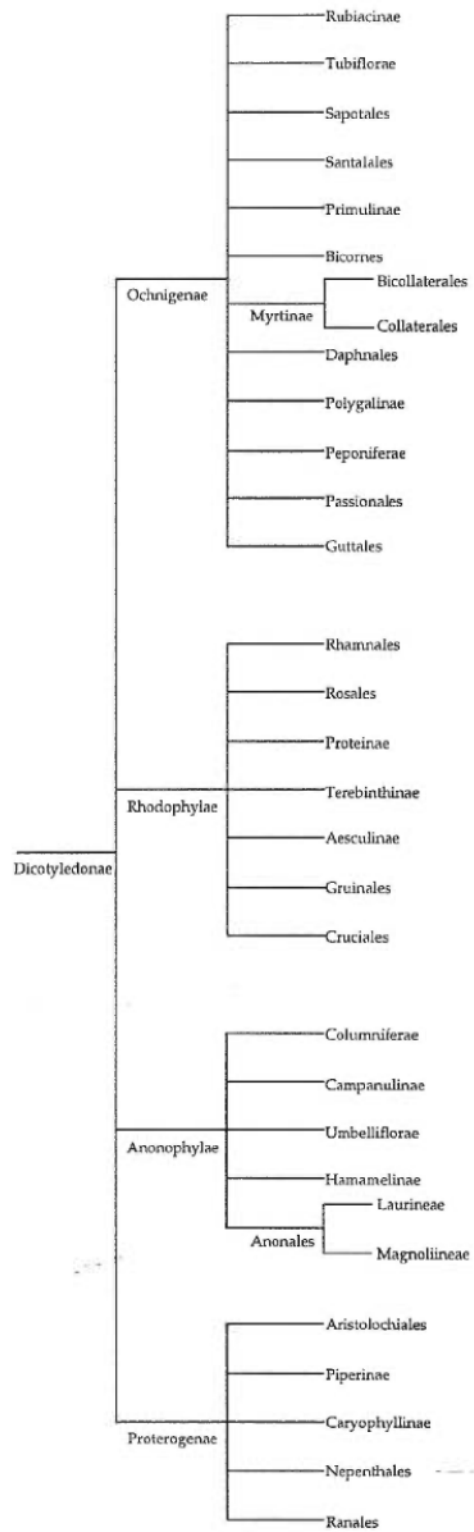 Rubiacinae
Tubiflorae
Sapotales
Santalales
Primulinae
Bicornes
Bicollaterales
Ochnigenae
Myrtinae
Collaterales
Daphnales
Polygalinae
Peponiferae
Passionales
Guttales
Rhamnales
Rosales
Proteinae
Terebinthinae
Rhodophylae
Aesculinae
Dicotyledonae
Gruinales
Cruciales
Columniferae
Campanulinae
Umbelliflorae
Anonophylae
Hamamelinae
Laurineae
Anonales
Magnoliineae
Aristolochiales
Piperinae
Caryophyllinae
Proterogenae
Nepenthales
Ranales